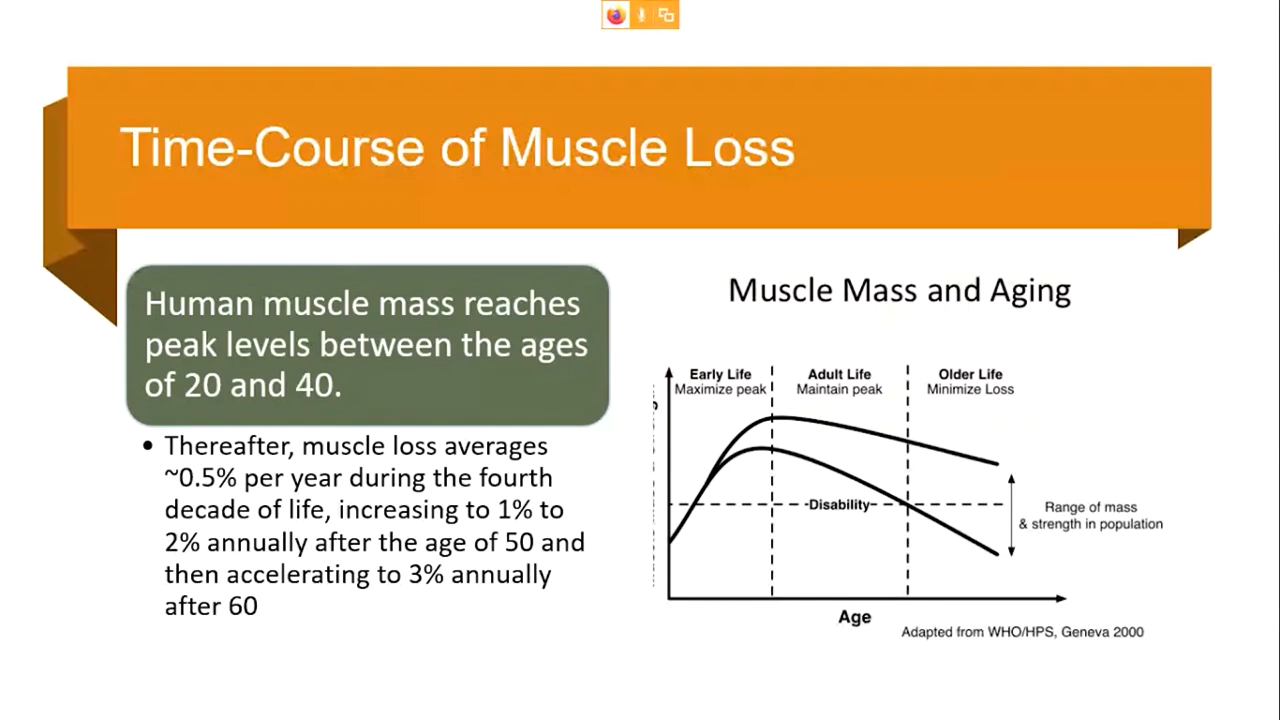 Time-Course of Muscle Loss
Human muscle mass reaches
peak levels between the ages
of 20 and 40.
• Thereafter, muscle loss averages
~0.5% per year during the fourth
decade of life, increasing to 1% to
2% annually after the age of 50 and
then accelerating to 3% annually
after 60
Muscle Mass and Aging
Early Life
Maximize peak
Adult Life
Maintain peak
Older Life
Minimize Loss
Disability
Range of mass
& strength in population
Age
Adapted from WHO/HPS, Geneva 2000